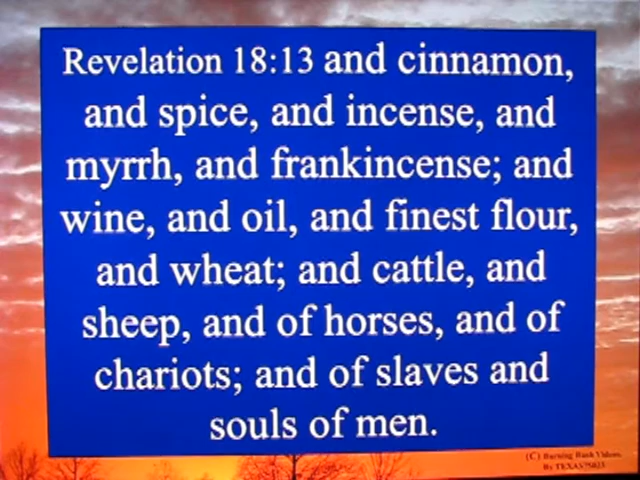 Revelation 18:13 and cinnamon,
and spice, and incense, and
myrrh, and frankincense; and
wine, and oil, and finest flour,
and wheat; and cattle, and
sheep, and of horses, and of
chariots; and of slaves and
souls of men.
(C) Burning Bush Videos
By TEXAS75023